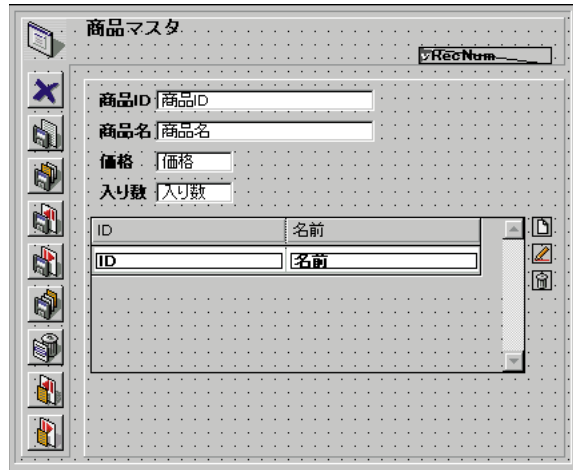 商品マスタ
vRecNum
商品ID 商品ID
商品名 商品名
価格 価格
入り数 入り数
ID 名前
ID 名前